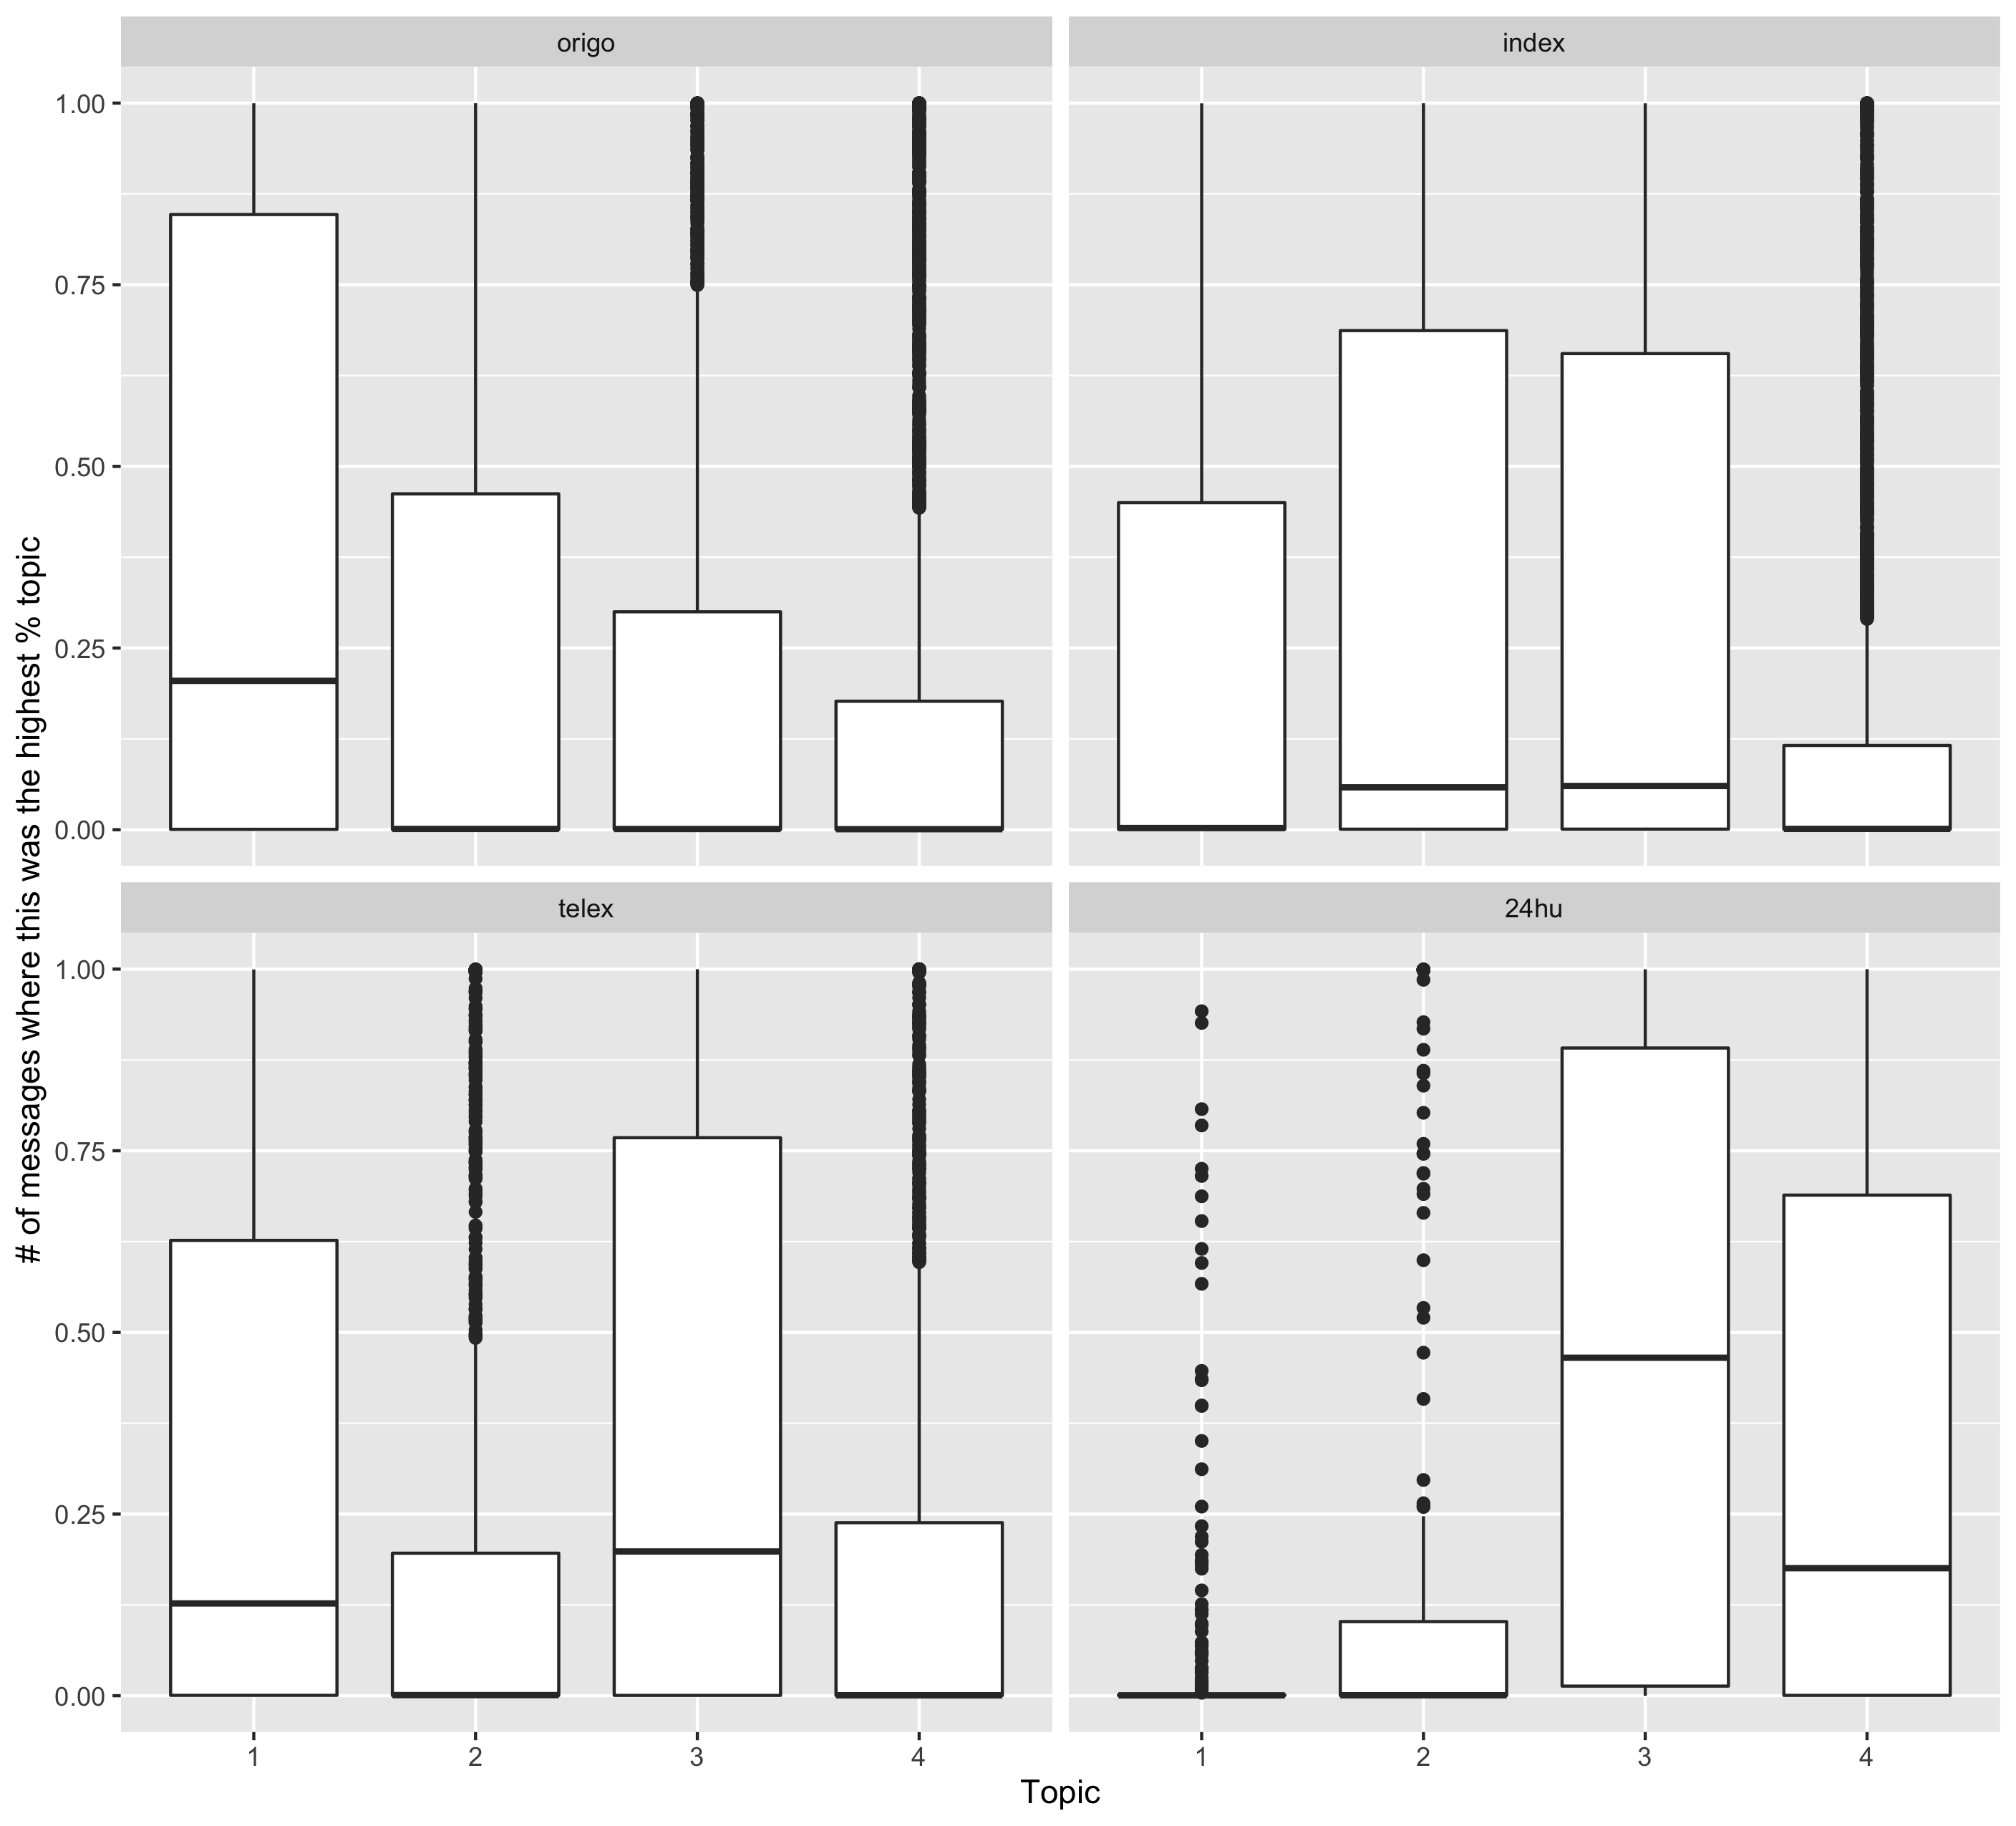 origo
index
1.00
0.75
0.50
0.25
0.00
telex
24hu
1.00
0.75
0.50
0.25
0.00
1 2 3 4
1 2 3 4
Topic
# of messages where this was the highest % topic